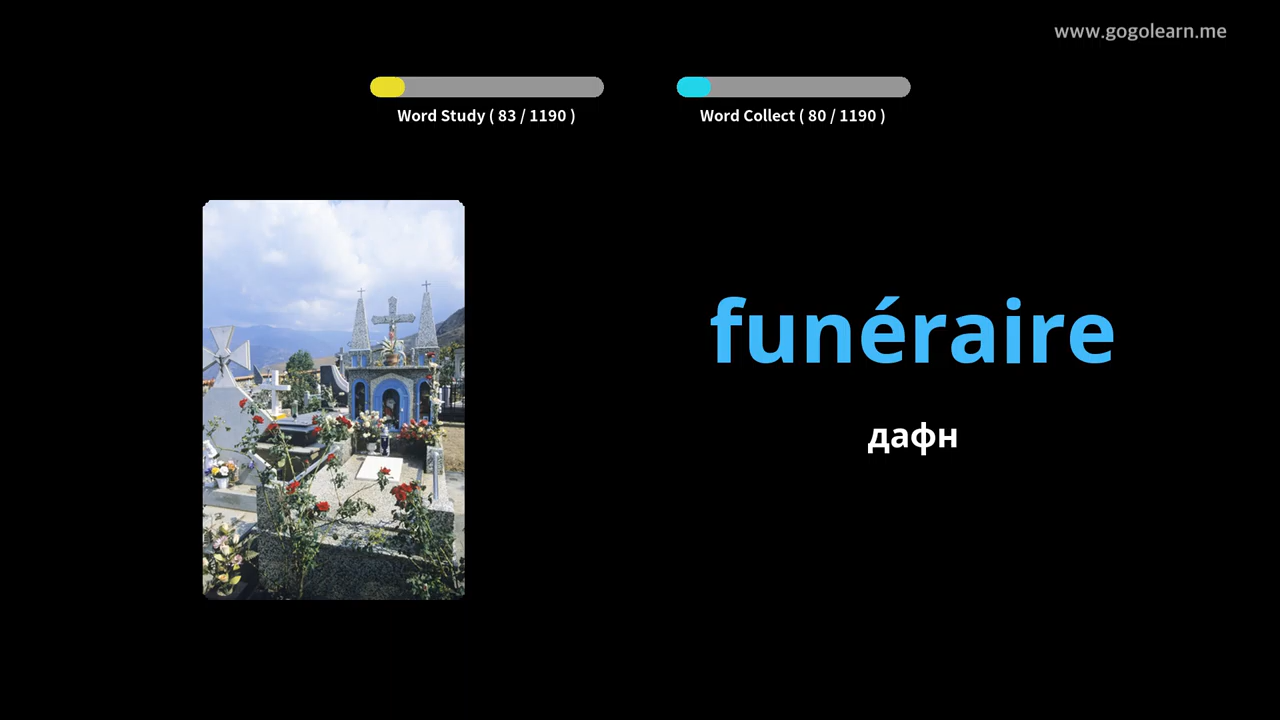 www.gogolearn.me
Word Study ( 83 / 1190 )
Word Collect ( 80 / 1190 )
funéraire
дафн